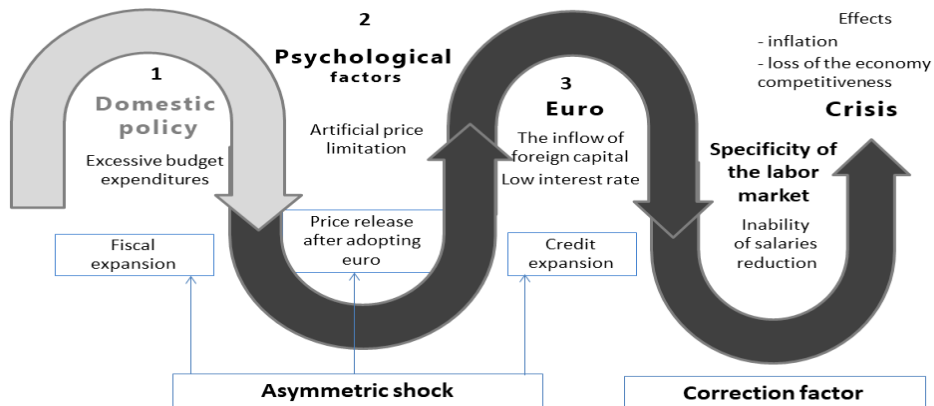 1
Domestic
policy
Excessive budget
expenditures
Fiscal
expansion
2
Psychological
factors
Artificial price
limitation
Price release
after adopting
euro
3
Euro
The inflow of
foreign capital
Low interest rate
Credit
expansion
Specificity of
the labor
market
Inability
of salaries
reduction
Effects
- inflation
- loss of the economy
competitiveness
Crisis
Asymmetric shock
Correction factor